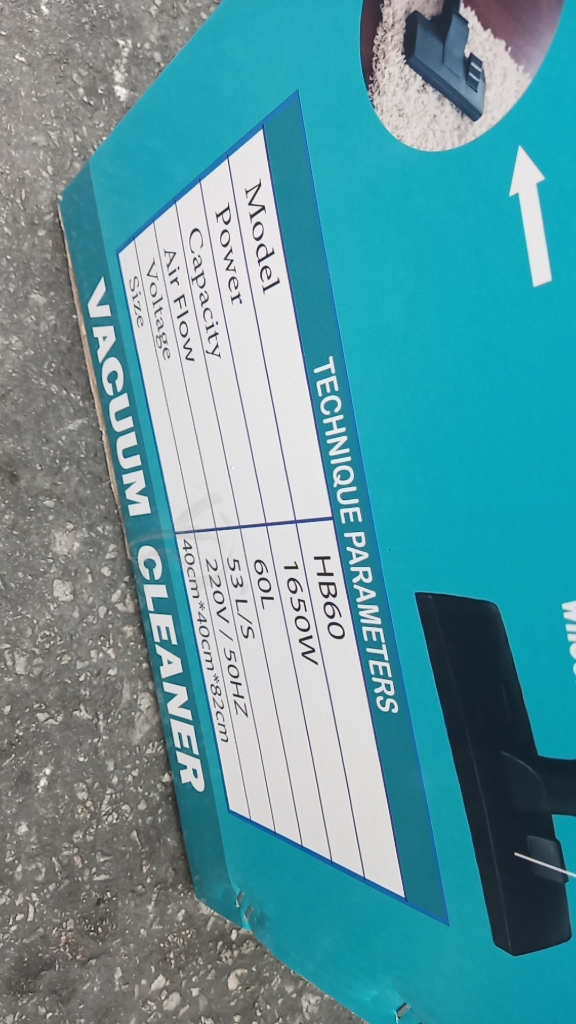 TECHNIQUE PARAMETERS
Model HB60
Power 1650W
Capacity 60L
Air Flow 53 L/S
Voltage 220V / 50HZ
Size 40cm*40cm*82cm
VACUUM CLEANER